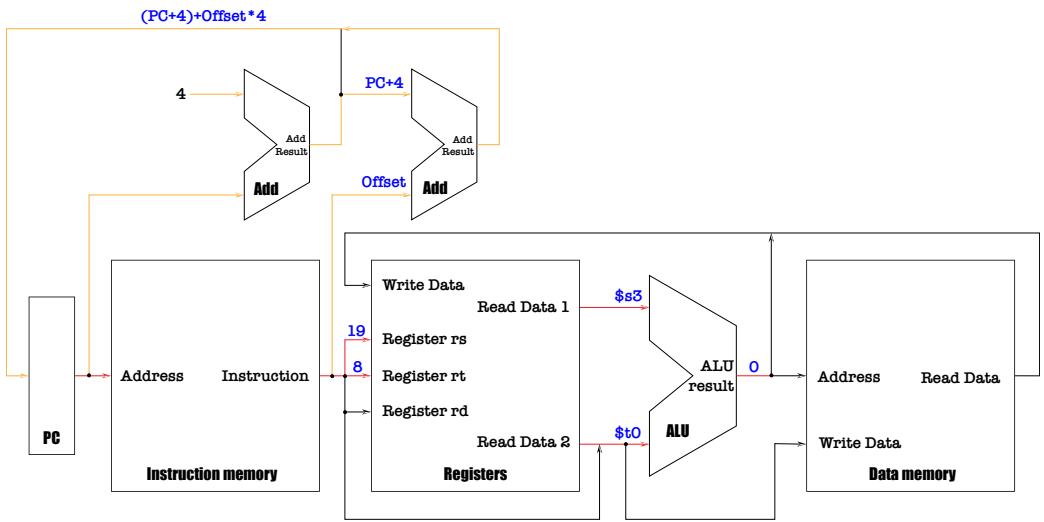 (PC+4)+Offset*4
4
PC+4
Add
Result
Add
Result
Add
Offset
Add
Write Data
Read Data 1
$s3
19
Register rs
8
Address
Instruction
Register rt
ALU
result
0
Address
Read Data
Register rd
PC
Read Data 2
$t0
ALU
Write Data
Instruction memory
Registers
Data memory